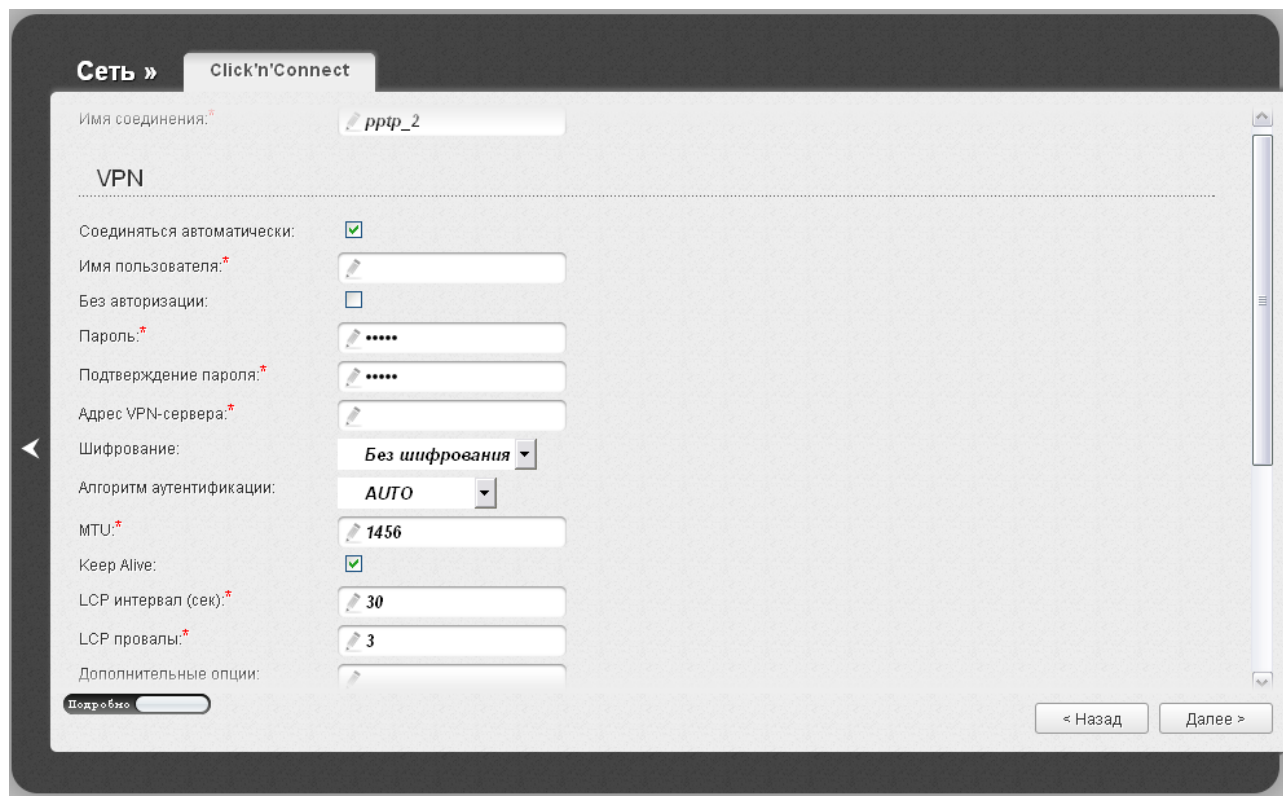 Сеть » Click'n'Connect
Имя соединения:* pptp_2
VPN
Соединяться автоматически:
Имя пользователя:*
Без авторизации:
Пароль:* •••••
Подтверждение пароля:* •••••
Адрес VPN-сервера:*
Шифрование: Без шифрования
Алгоритм аутентификации: AUTO
MTU:* 1456
Keep Alive:
LCP интервал (сек):* 30
LCP провалы:* 3
Дополнительные опции:
Подробно
< Назад Далее >